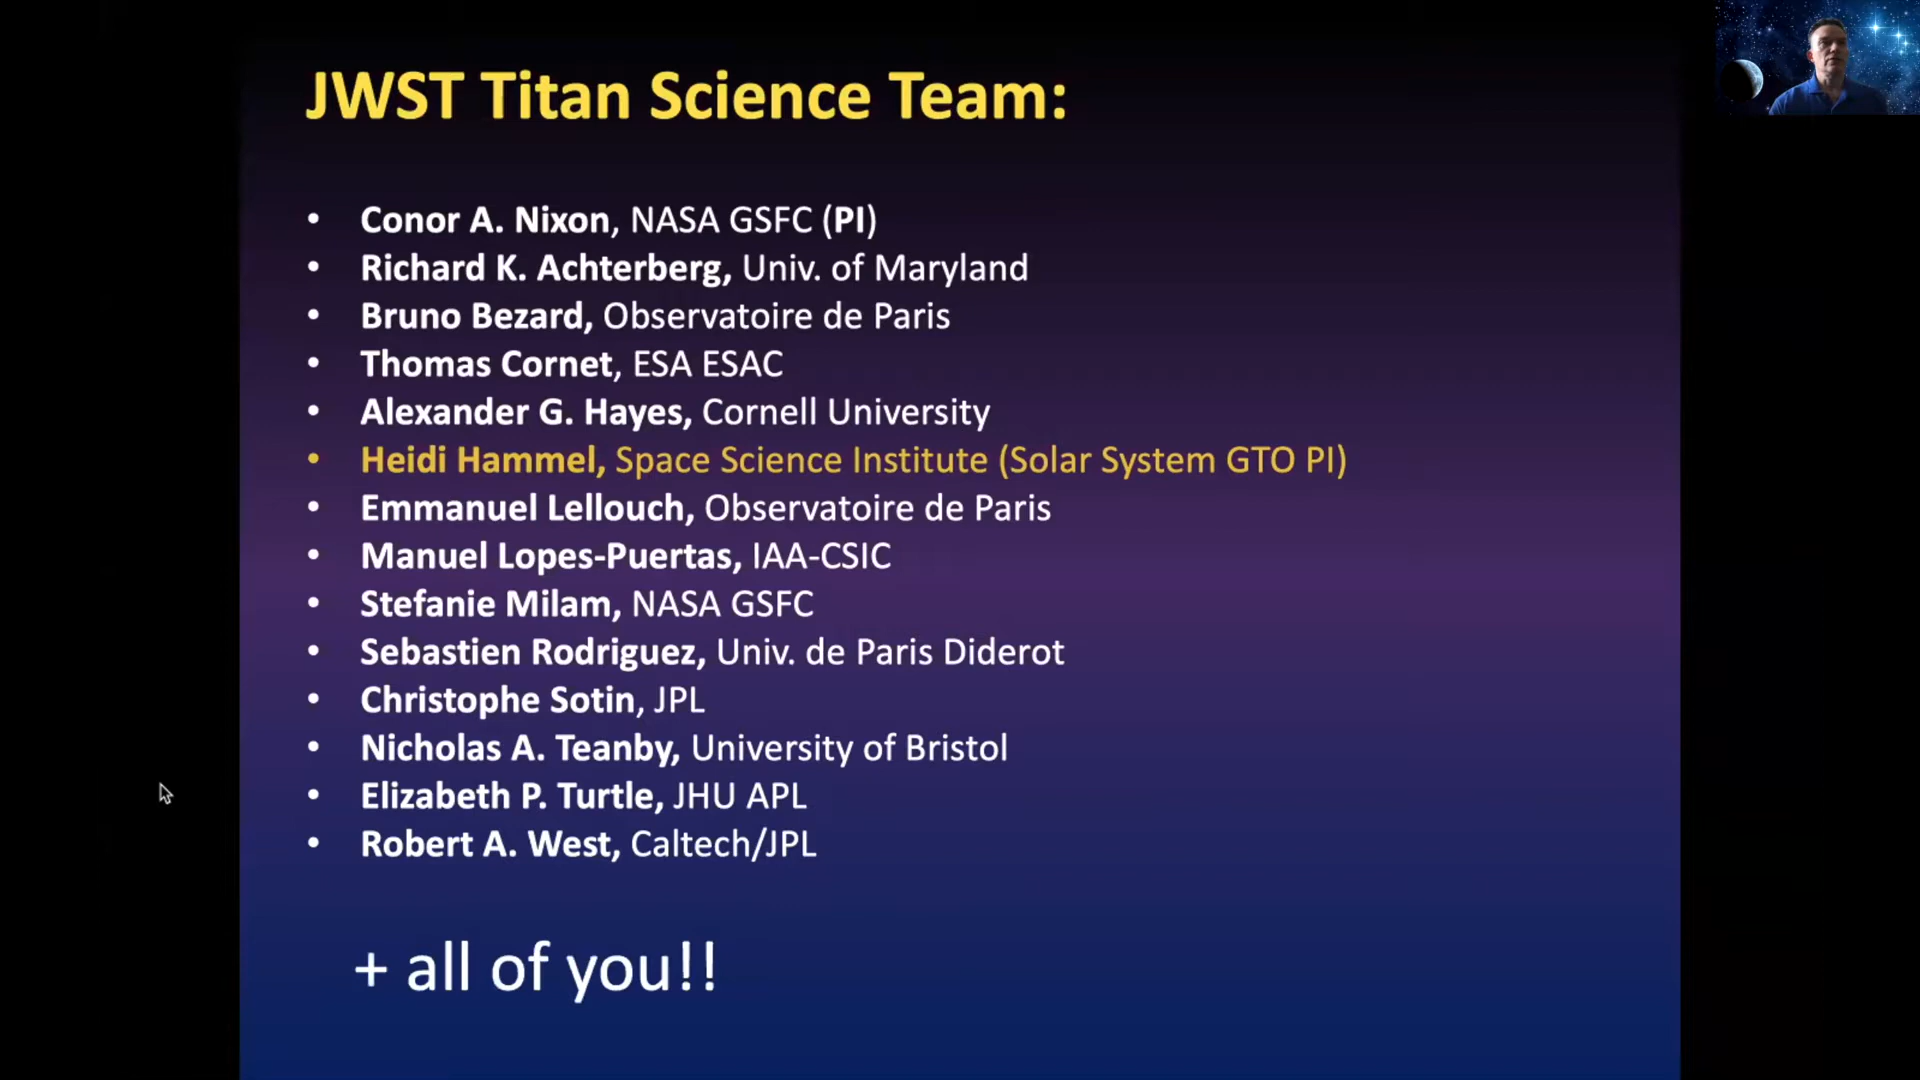 JWST Titan Science Team:
• Conor A. Nixon, NASA GSFC (PI)
• Richard K. Achterberg, Univ. of Maryland
• Bruno Bezard, Observatoire de Paris
• Thomas Cornet, ESA ESAC
• Alexander G. Hayes, Cornell University
• Heidi Hammel, Space Science Institute (Solar System GTO PI)
• Emmanuel Lellouch, Observatoire de Paris
• Manuel Lopes-Puertas, IAA-CSIC
• Stefanie Milam, NASA GSFC
• Sebastien Rodriguez, Univ. de Paris Diderot
• Christophe Sotin, JPL
• Nicholas A. Teanby, University of Bristol
• Elizabeth P. Turtle, JHU APL
• Robert A. West, Caltech/JPL
+ all of you!!